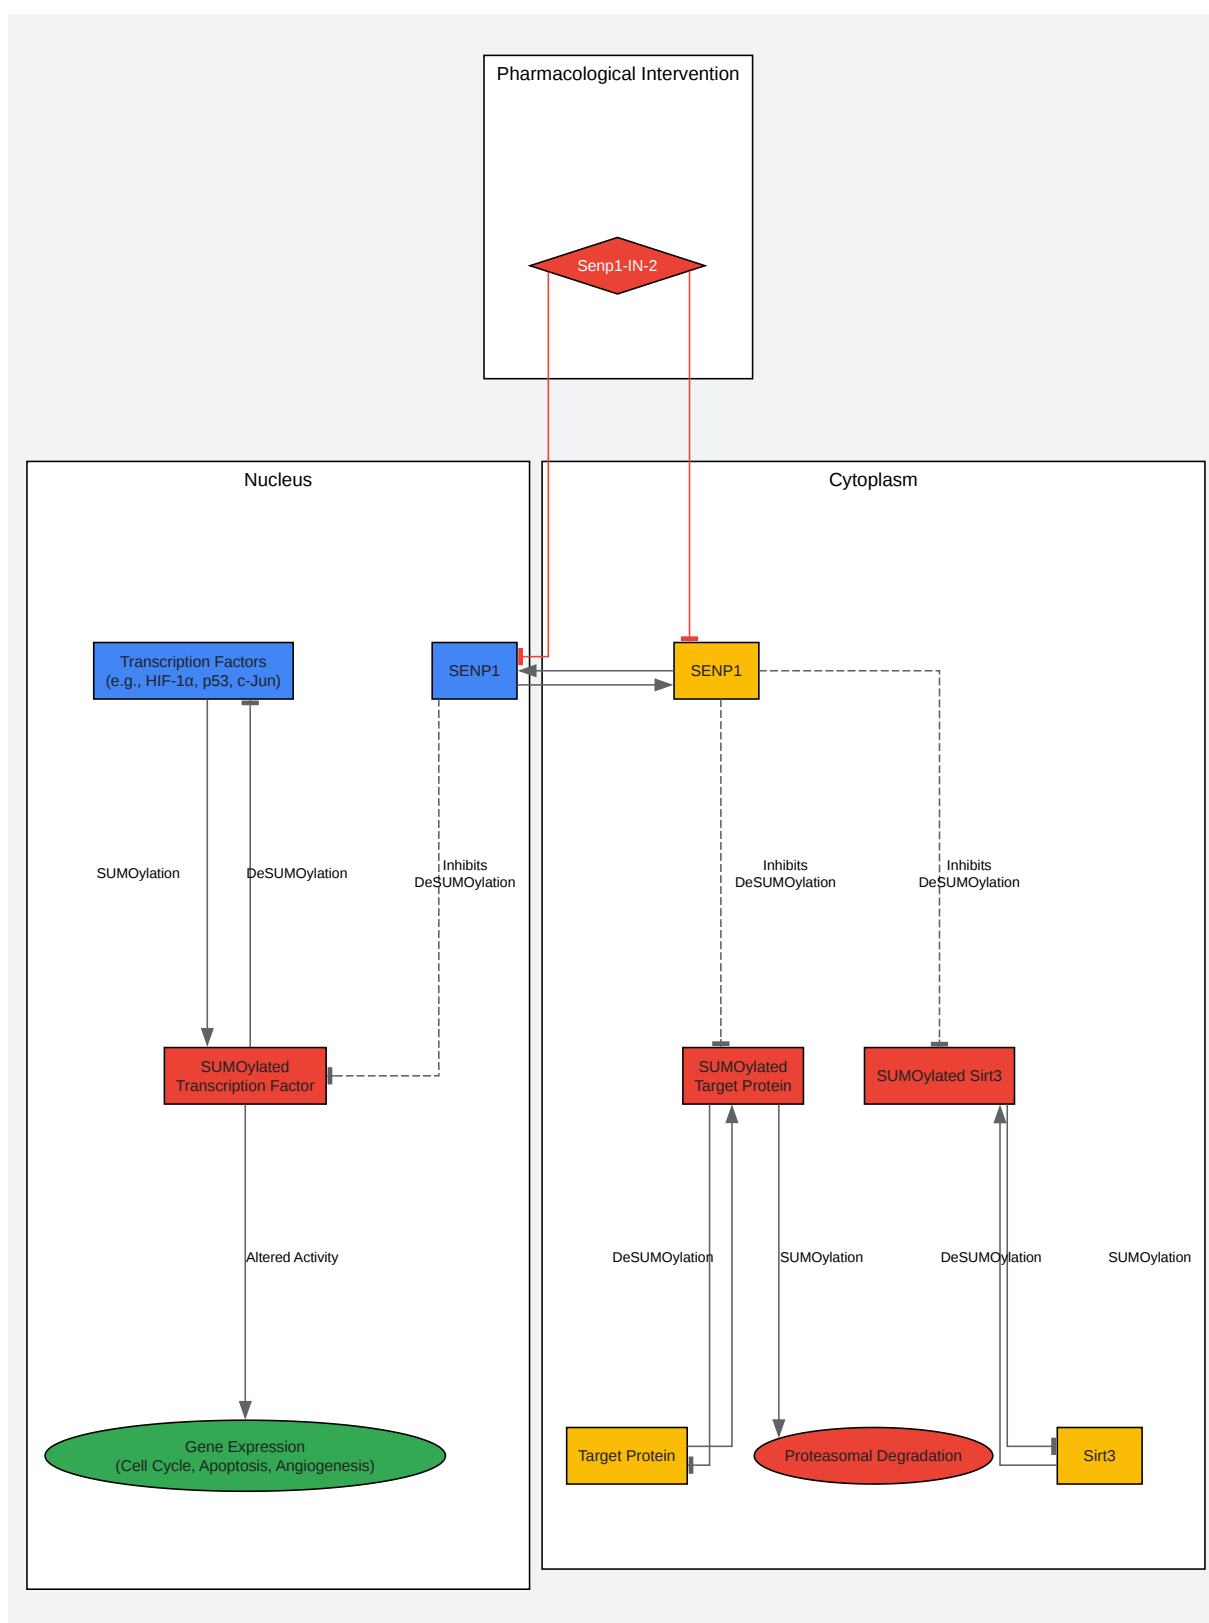 Pharmacological Intervention
Senp1-IN-2
Nucleus
Cytoplasm
Transcription Factors
(e.g., HIF-1α, p53, c-Jun)
SENP1
SENP1
SUMOylation
DeSUMOylation
Inhibits
DeSUMOylation
Inhibits
DeSUMOylation
Inhibits
DeSUMOylation
SUMOylated
Transcription Factor
SUMOylated
Target Protein
SUMOylated Sirt3
Altered Activity
DeSUMOylation
SUMOylation
DeSUMOylation
SUMOylation
Gene Expression
(Cell Cycle, Apoptosis, Angiogenesis)
Target Protein
Proteasomal Degradation
Sirt3